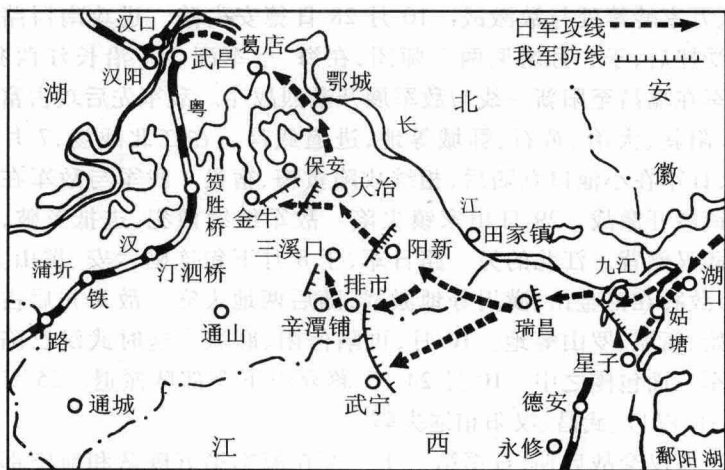 日军攻线
我军防线
汉口
汉阳
武昌
葛店
鄂城
湖
北
安
徽
粤
汉
铁
路
长
江
保安
大冶
金牛
贺胜桥
汀泗桥
蒲圻
三溪口
阳新
排市
辛潭铺
通山
通城
武宁
瑞昌
田家镇
九江
湖口
姑塘
星子
德安
永修
鄱阳湖
江
西